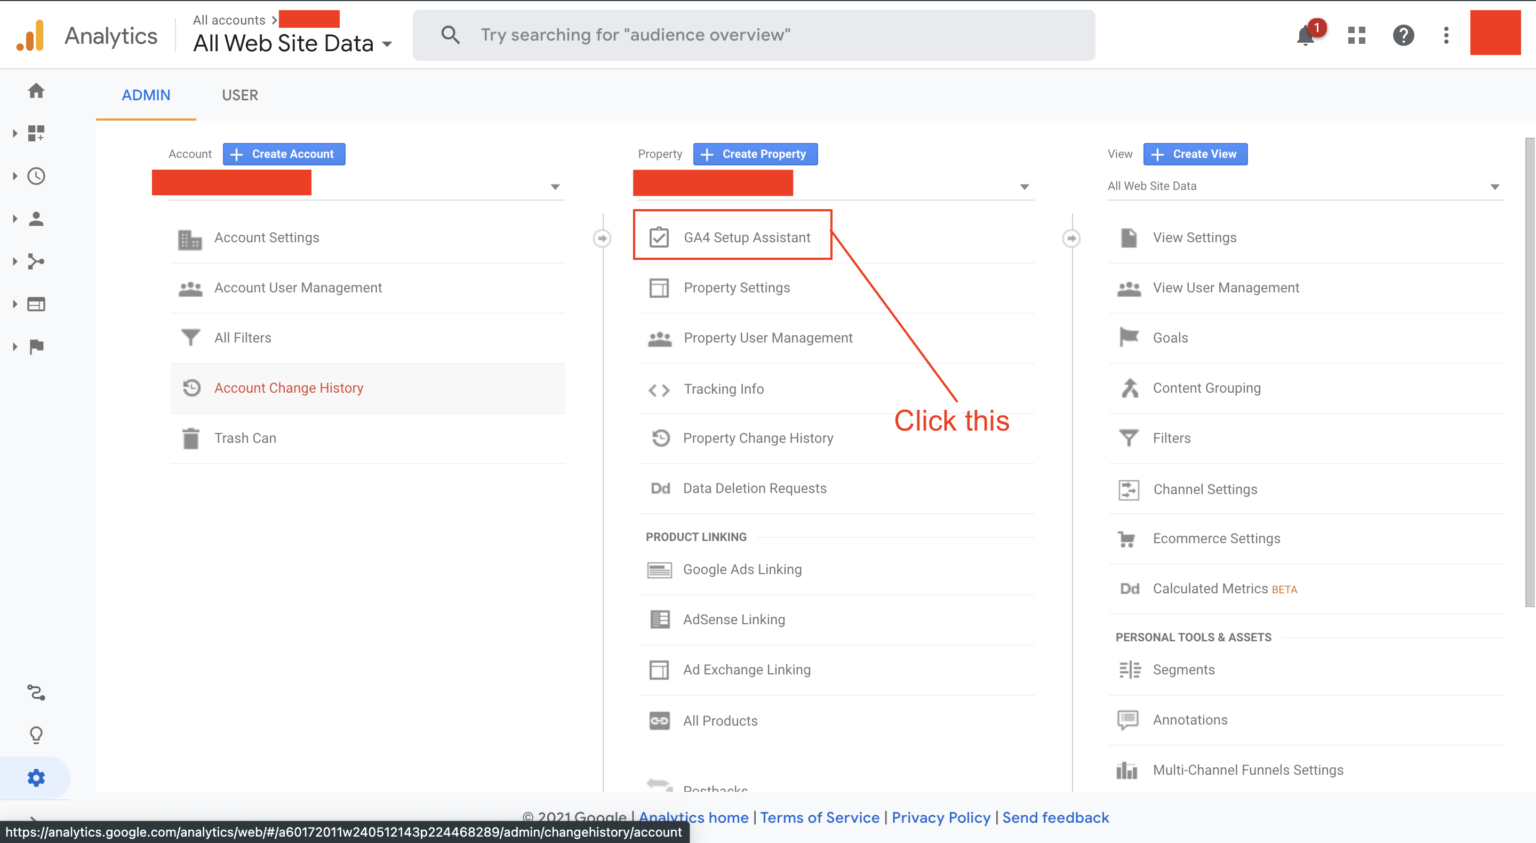 Analytics
All accounts >
All Web Site Data
Try searching for "audience overview"
1
ADMIN
USER
Account
+ Create Account
Account Settings
Account User Management
All Filters
Account Change History
Trash Can
Property
+ Create Property
GA4 Setup Assistant
Property Settings
Property User Management
Tracking Info
Property Change History
Dd Data Deletion Requests
PRODUCT LINKING
Google Ads Linking
AdSense Linking
Ad Exchange Linking
All Products
Postbacks
Click this
View
+ Create View
All Web Site Data
View Settings
View User Management
Goals
Content Grouping
Filters
Channel Settings
Ecommerce Settings
Dd Calculated Metrics BETA
PERSONAL TOOLS & ASSETS
Segments
Annotations
Multi-Channel Funnels Settings
© 2021 Google | Analytics home | Terms of Service | Privacy Policy | Send feedback
https://analytics.google.com/analytics/web/#/a60172011w240512143p224468289/admin/changehistory/account